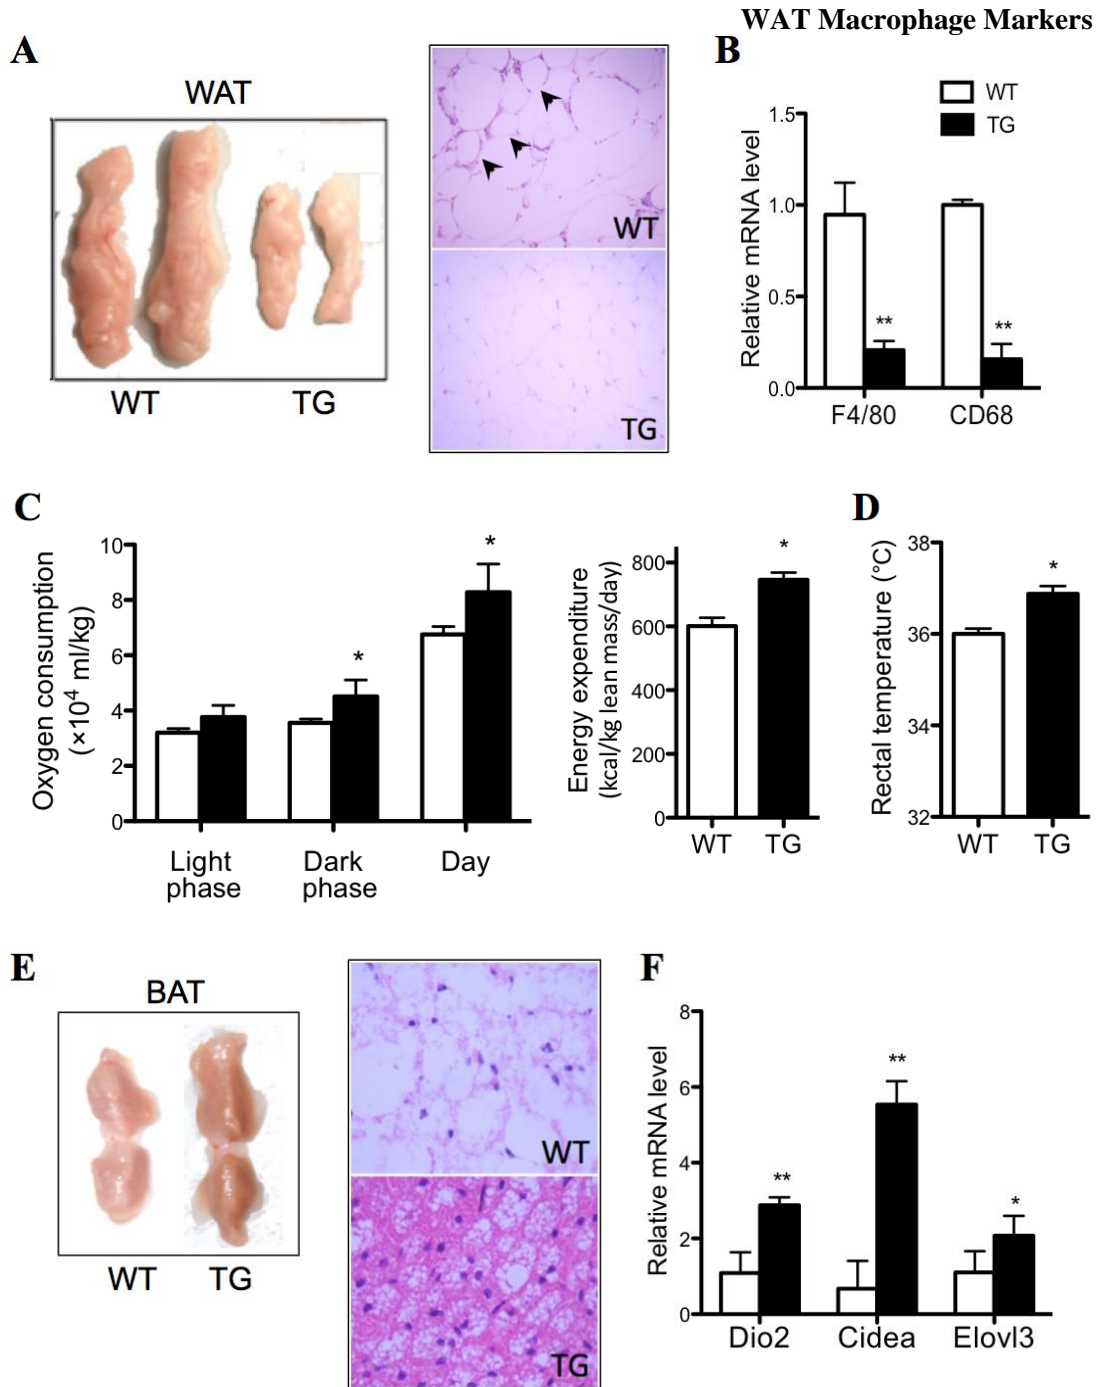 WAT Macrophage Markers
A
WAT
WT
TG
WT
TG
B
WT
TG
Relative mRNA level
1.5
1.0
0.5
0.0
**
**
F4/80
CD68
C
Oxygen consumption
(×10⁴ ml/kg)
10
8
6
4
2
0
*
*
Light
phase
Dark
phase
Day
Energy expenditure
(kcal/kg lean mass/day)
800
600
400
200
0
*
WT
TG
D
Rectal temperature (°C)
38
36
34
32
*
WT
TG
E
BAT
WT
TG
WT
TG
F
Relative mRNA level
8
6
4
2
0
**
**
*
Dio2
Cidea
Elovl3